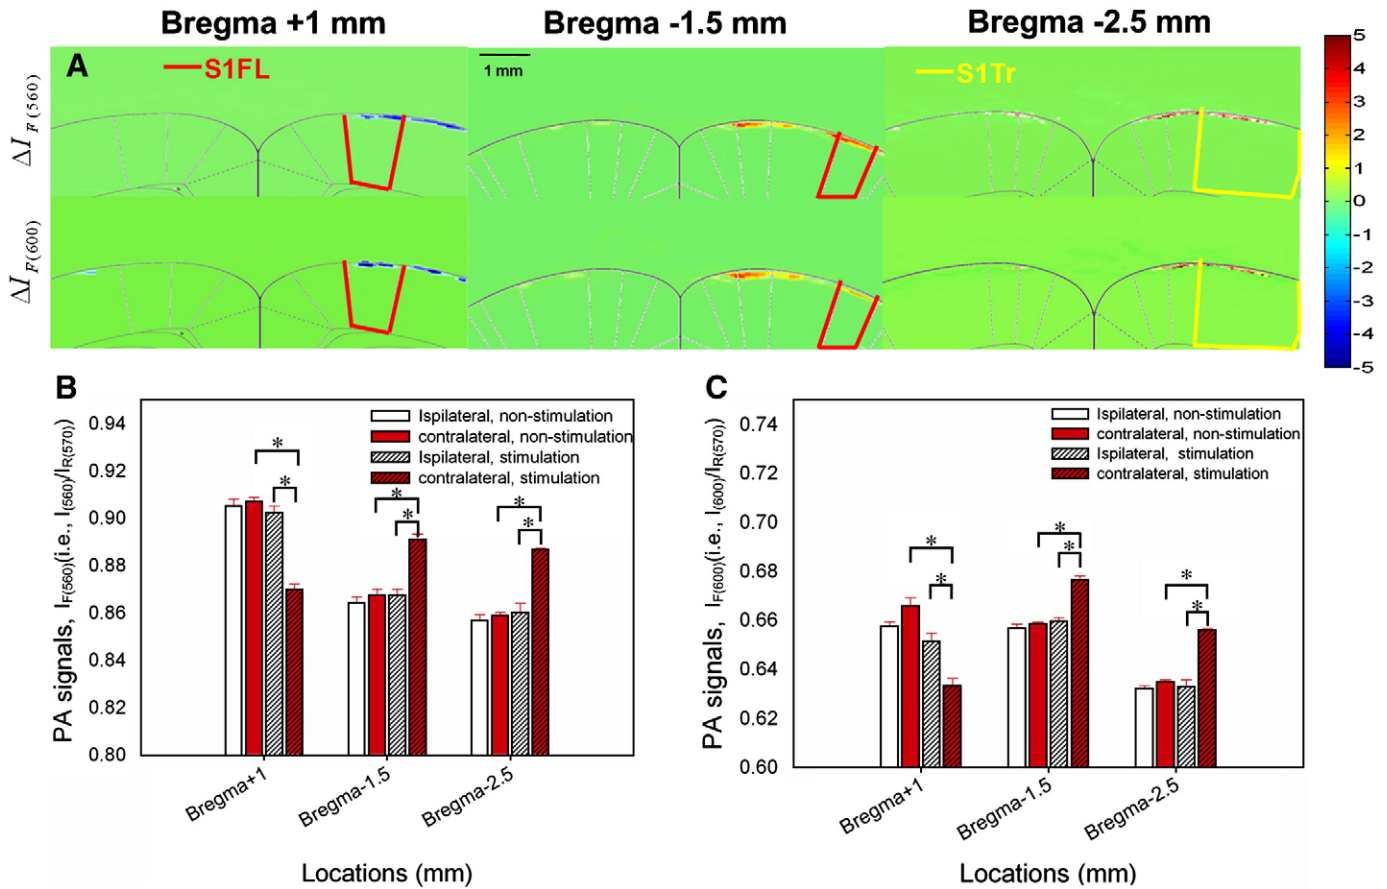 Bregma +1 mm
Bregma -1.5 mm
Bregma -2.5 mm
A
S1FL
1 mm
S1Tr
ΔI F(560)
ΔI F(600)
5
4
3
2
1
0
-1
-2
-3
-4
-5
B
PA signals, IF(560)(i.e., I(560)/IR(570))
0.94
0.92
0.90
0.88
0.86
0.84
0.82
0.80
Ispilateral, non-stimulation
contralateral, non-stimulation
Ispilateral, stimulation
contralateral, stimulation
*
*
*
*
*
*
Bregma+1
Bregma-1.5
Bregma-2.5
Locations (mm)
C
PA signals, IF(600)(i.e., I(600)/IR(570))
0.74
0.72
0.70
0.68
0.66
0.64
0.62
0.60
Ispilateral, non-stimulation
contralateral, non-stimulation
Ispilateral, stimulation
contralateral, stimulation
*
*
*
*
*
*
Bregma+1
Bregma-1.5
Bregma-2.5
Locations (mm)